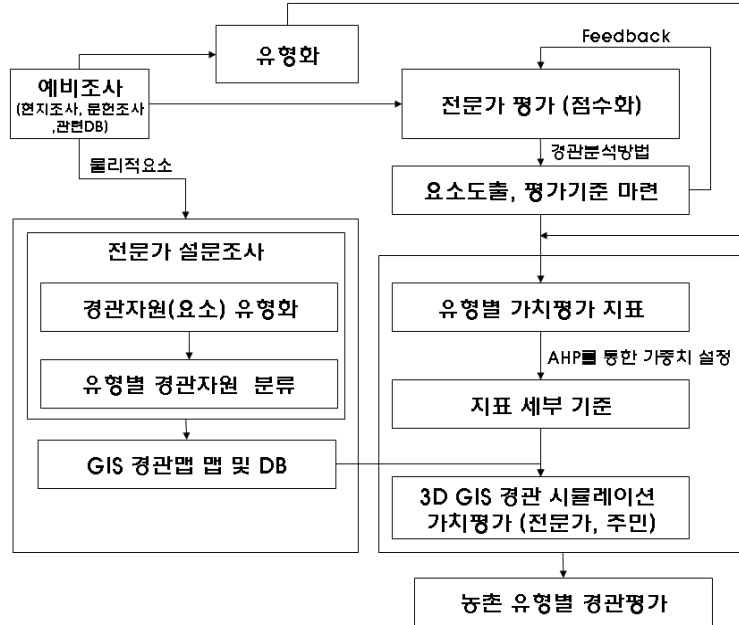 Feedback
유형화
예비조사
(현지조사, 문헌조사
,관련DB)
전문가 평가 (점수화)
경관분석방법
물리적요소
요소도출, 평가기준 마련
전문가 설문조사
경관자원(요소) 유형화
유형별 가치평가 지표
AHP를 통한 가중치 설정
유형별 경관자원 분류
지표 세부 기준
GIS 경관맵 맵 및 DB
3D GIS 경관 시뮬레이션
가치평가 (전문가, 주민)
농촌 유형별 경관평가